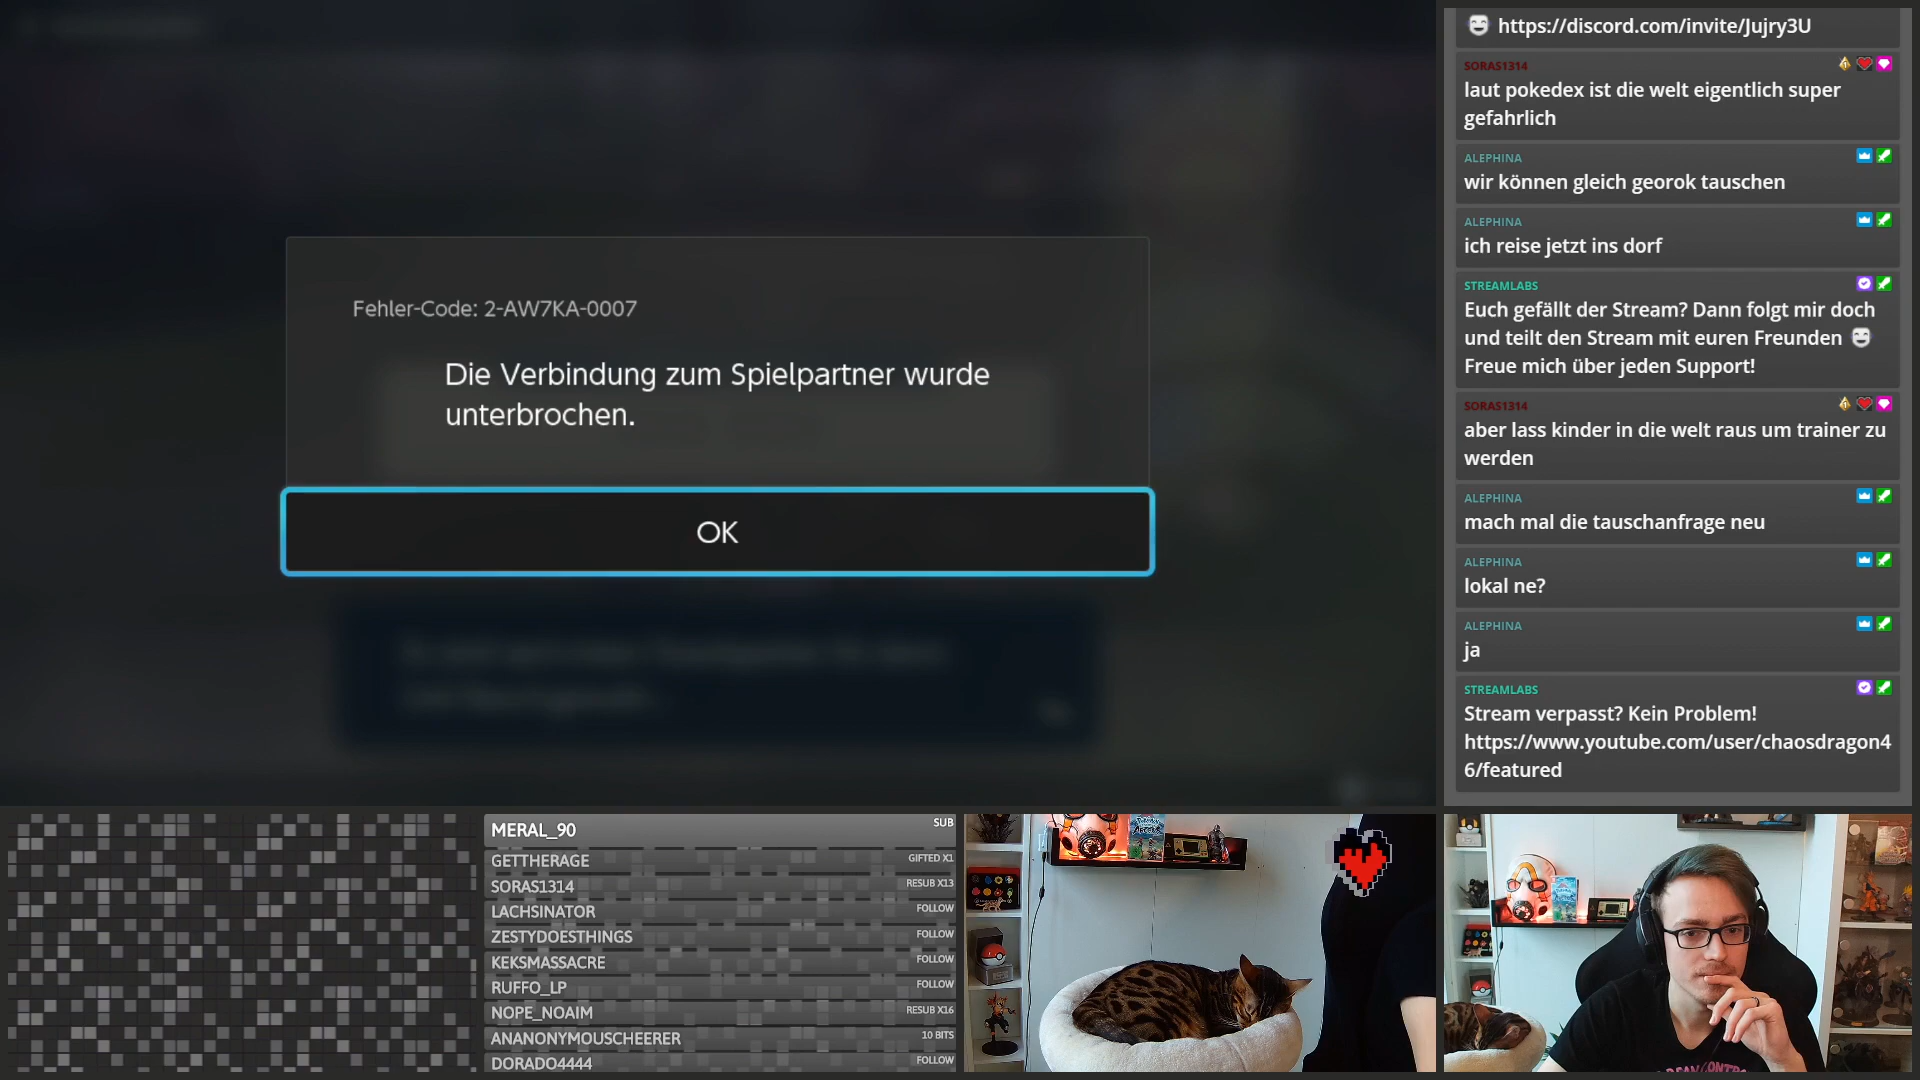 Fehler-Code: 2-AW7KA-0007
Die Verbindung zum Spielpartner wurde
unterbrochen.
OK
https://discord.com/invite/Jujry3U
SORAS1314
laut pokedex ist die welt eigentlich super
gefahrlich
ALEPHINA
wir können gleich georok tauschen
ALEPHINA
ich reise jetzt ins dorf
STREAMLABS
Euch gefällt der Stream? Dann folgt mir doch
und teilt den Stream mit euren Freunden
Freue mich über jeden Support!
SORAS1314
aber lass kinder in die welt raus um trainer zu
werden
ALEPHINA
mach mal die tauschanfrage neu
ALEPHINA
lokal ne?
ALEPHINA
ja
STREAMLABS
Stream verpasst? Kein Problem!
https://www.youtube.com/user/chaosdragon4
6/featured
MERAL_90 SUB
GETTHERAGE GIFTED X1
SORAS1314 RESUB X13
LACHSINATOR FOLLOW
ZESTYDOESTHINGS FOLLOW
KEKSMASSACRE FOLLOW
RUFFO_LP FOLLOW
NOPE_NOAIM RESUB X16
ANANONYMOUSCHEERER 10 BITS
DORADO4444 FOLLOW